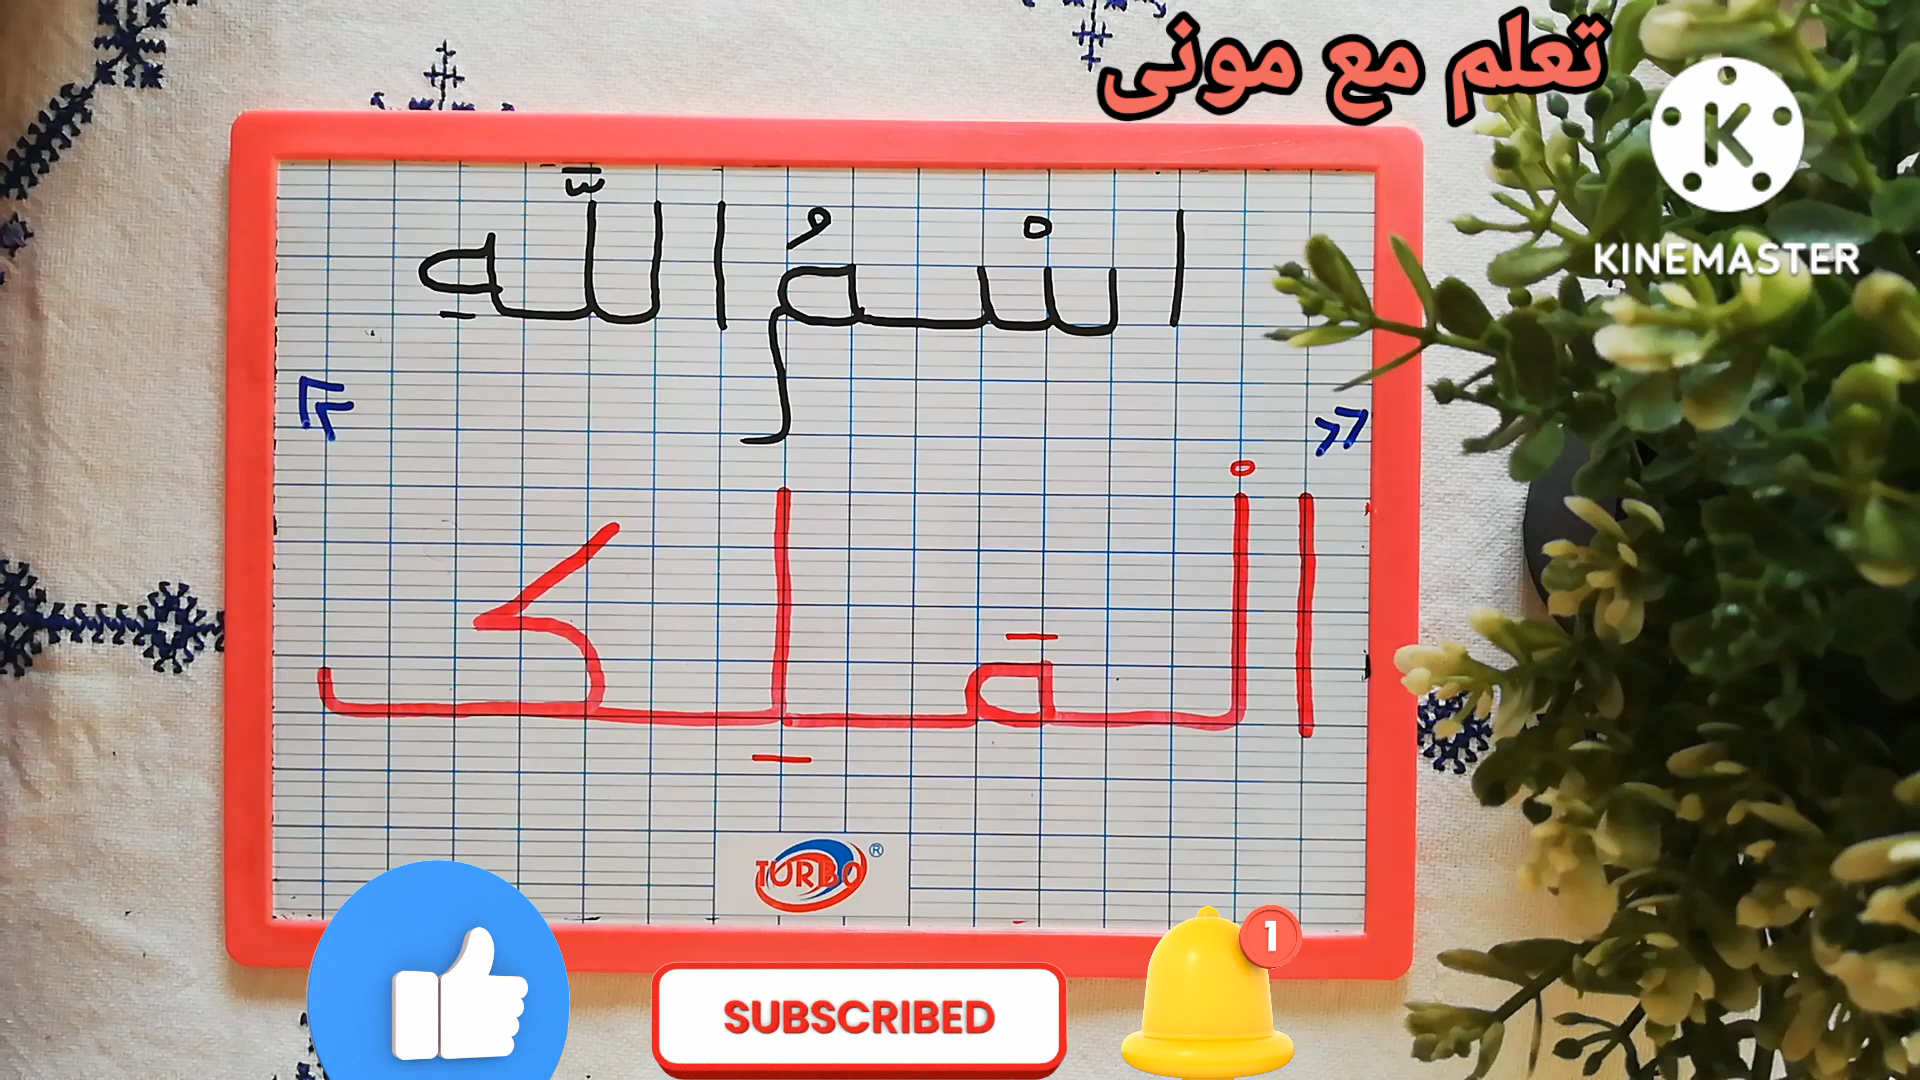 تعلم مع مونى
KINEMASTER
K
اسْمُ اللَّهِ
« »
الْمَلِك
TURBO®
1
SUBSCRIBED